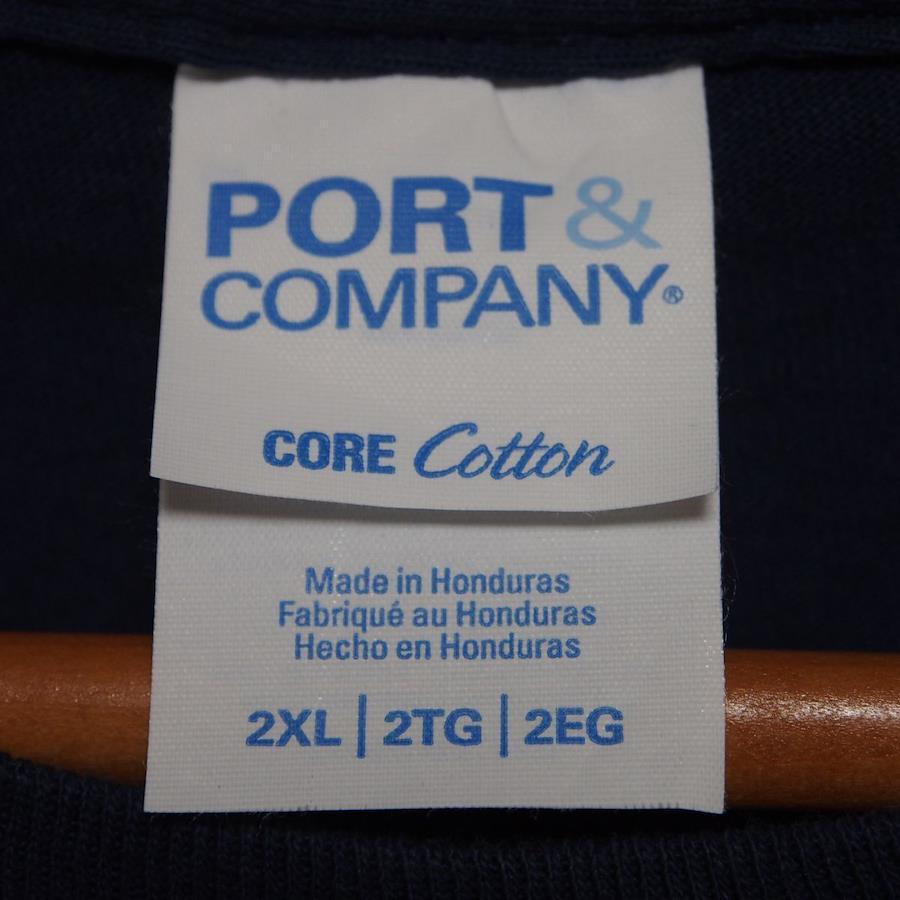 PORT &
COMPANY®
CORE Cotton
Made in Honduras
Fabriqué au Honduras
Hecho en Honduras
2XL | 2TG | 2EG